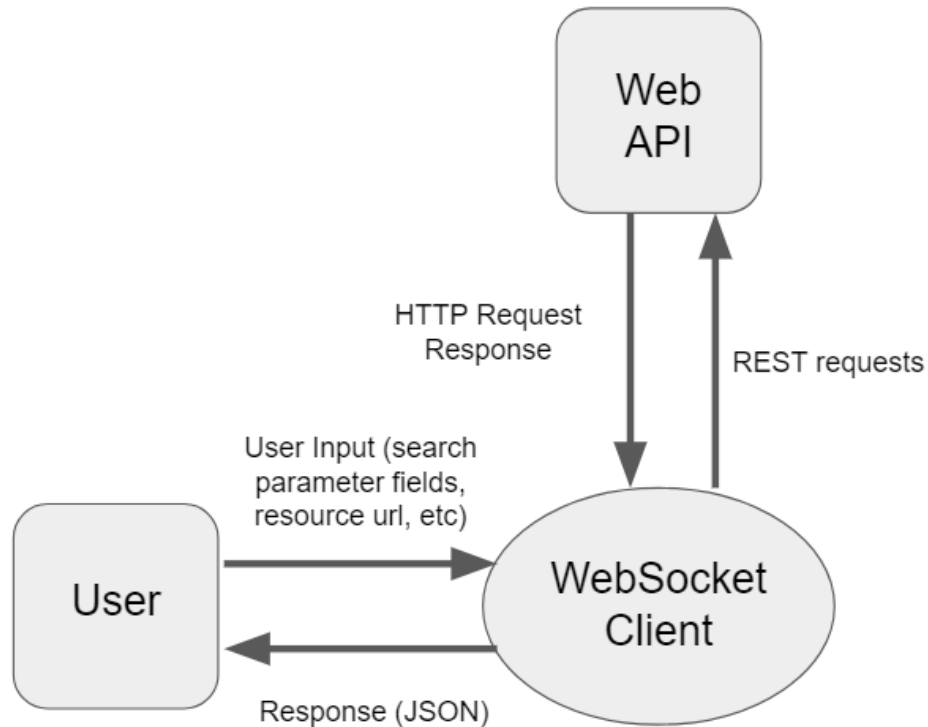 Web
API
HTTP Request
Response
REST requests
User Input (search
parameter fields,
resource url, etc)
User
WebSocket
Client
Response (JSON)